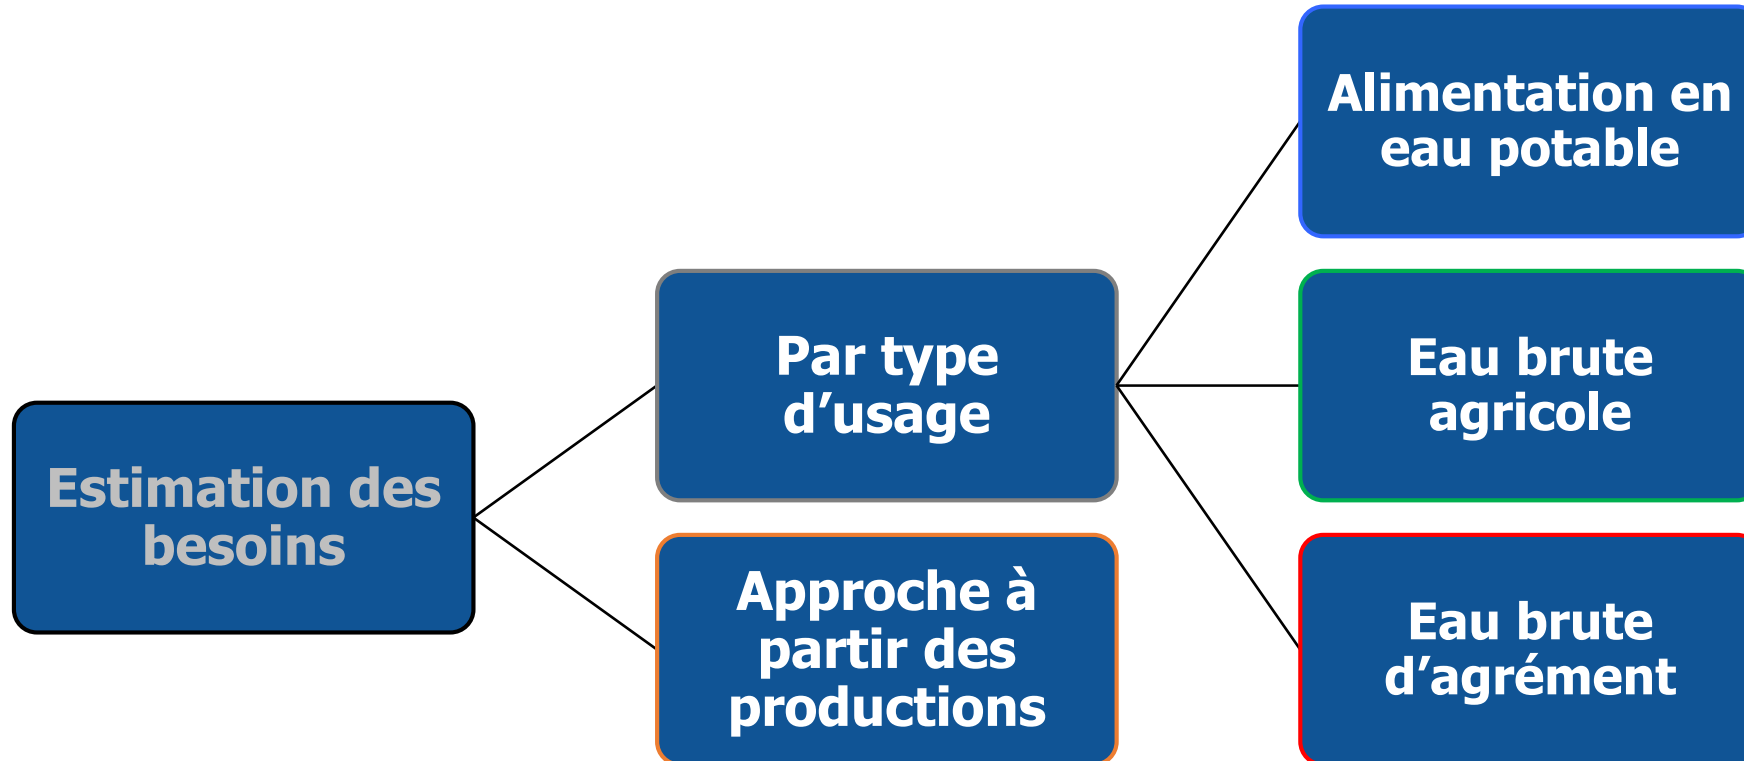 Estimation des
besoins
Par type
d’usage
Approche à
partir des
productions
Alimentation en
eau potable
Eau brute
agricole
Eau brute
d’agrément